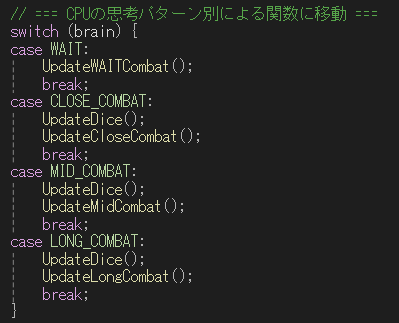 // === CPUの思考パターン別による関数に移動 ===
switch (brain) {
case WAIT:
    UpdateWAITCombat();
    break;
case CLOSE_COMBAT:
    UpdateDice();
    UpdateCloseCombat();
    break;
case MID_COMBAT:
    UpdateDice();
    UpdateMidCombat();
    break;
case LONG_COMBAT:
    UpdateDice();
    UpdateLongCombat();
    break;
}